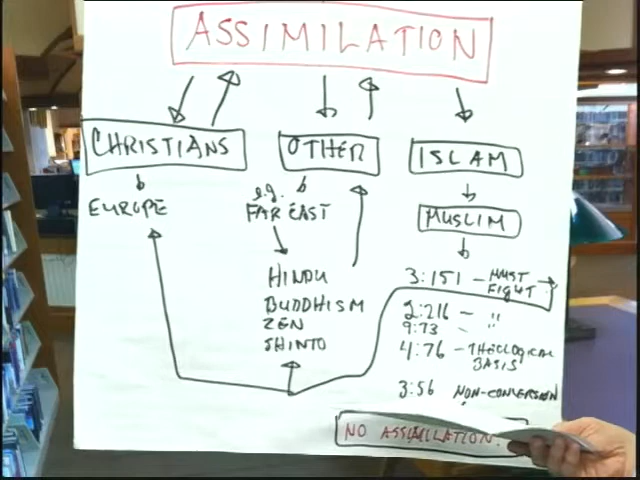 ASSIMILATION
CHRISTIANS
OTHER
ISLAM
EUROPE
e.g.
FAR EAST
MUSLIM
HINDU
BUDDHISM
ZEN
SHINTO
3:151 - MUST
FIGHT
2:216 - "
9:73 - "
4:76 - THEOLOGICAL
BASIS
3:56 NON-CONVERSION
NO ASSIMILATION